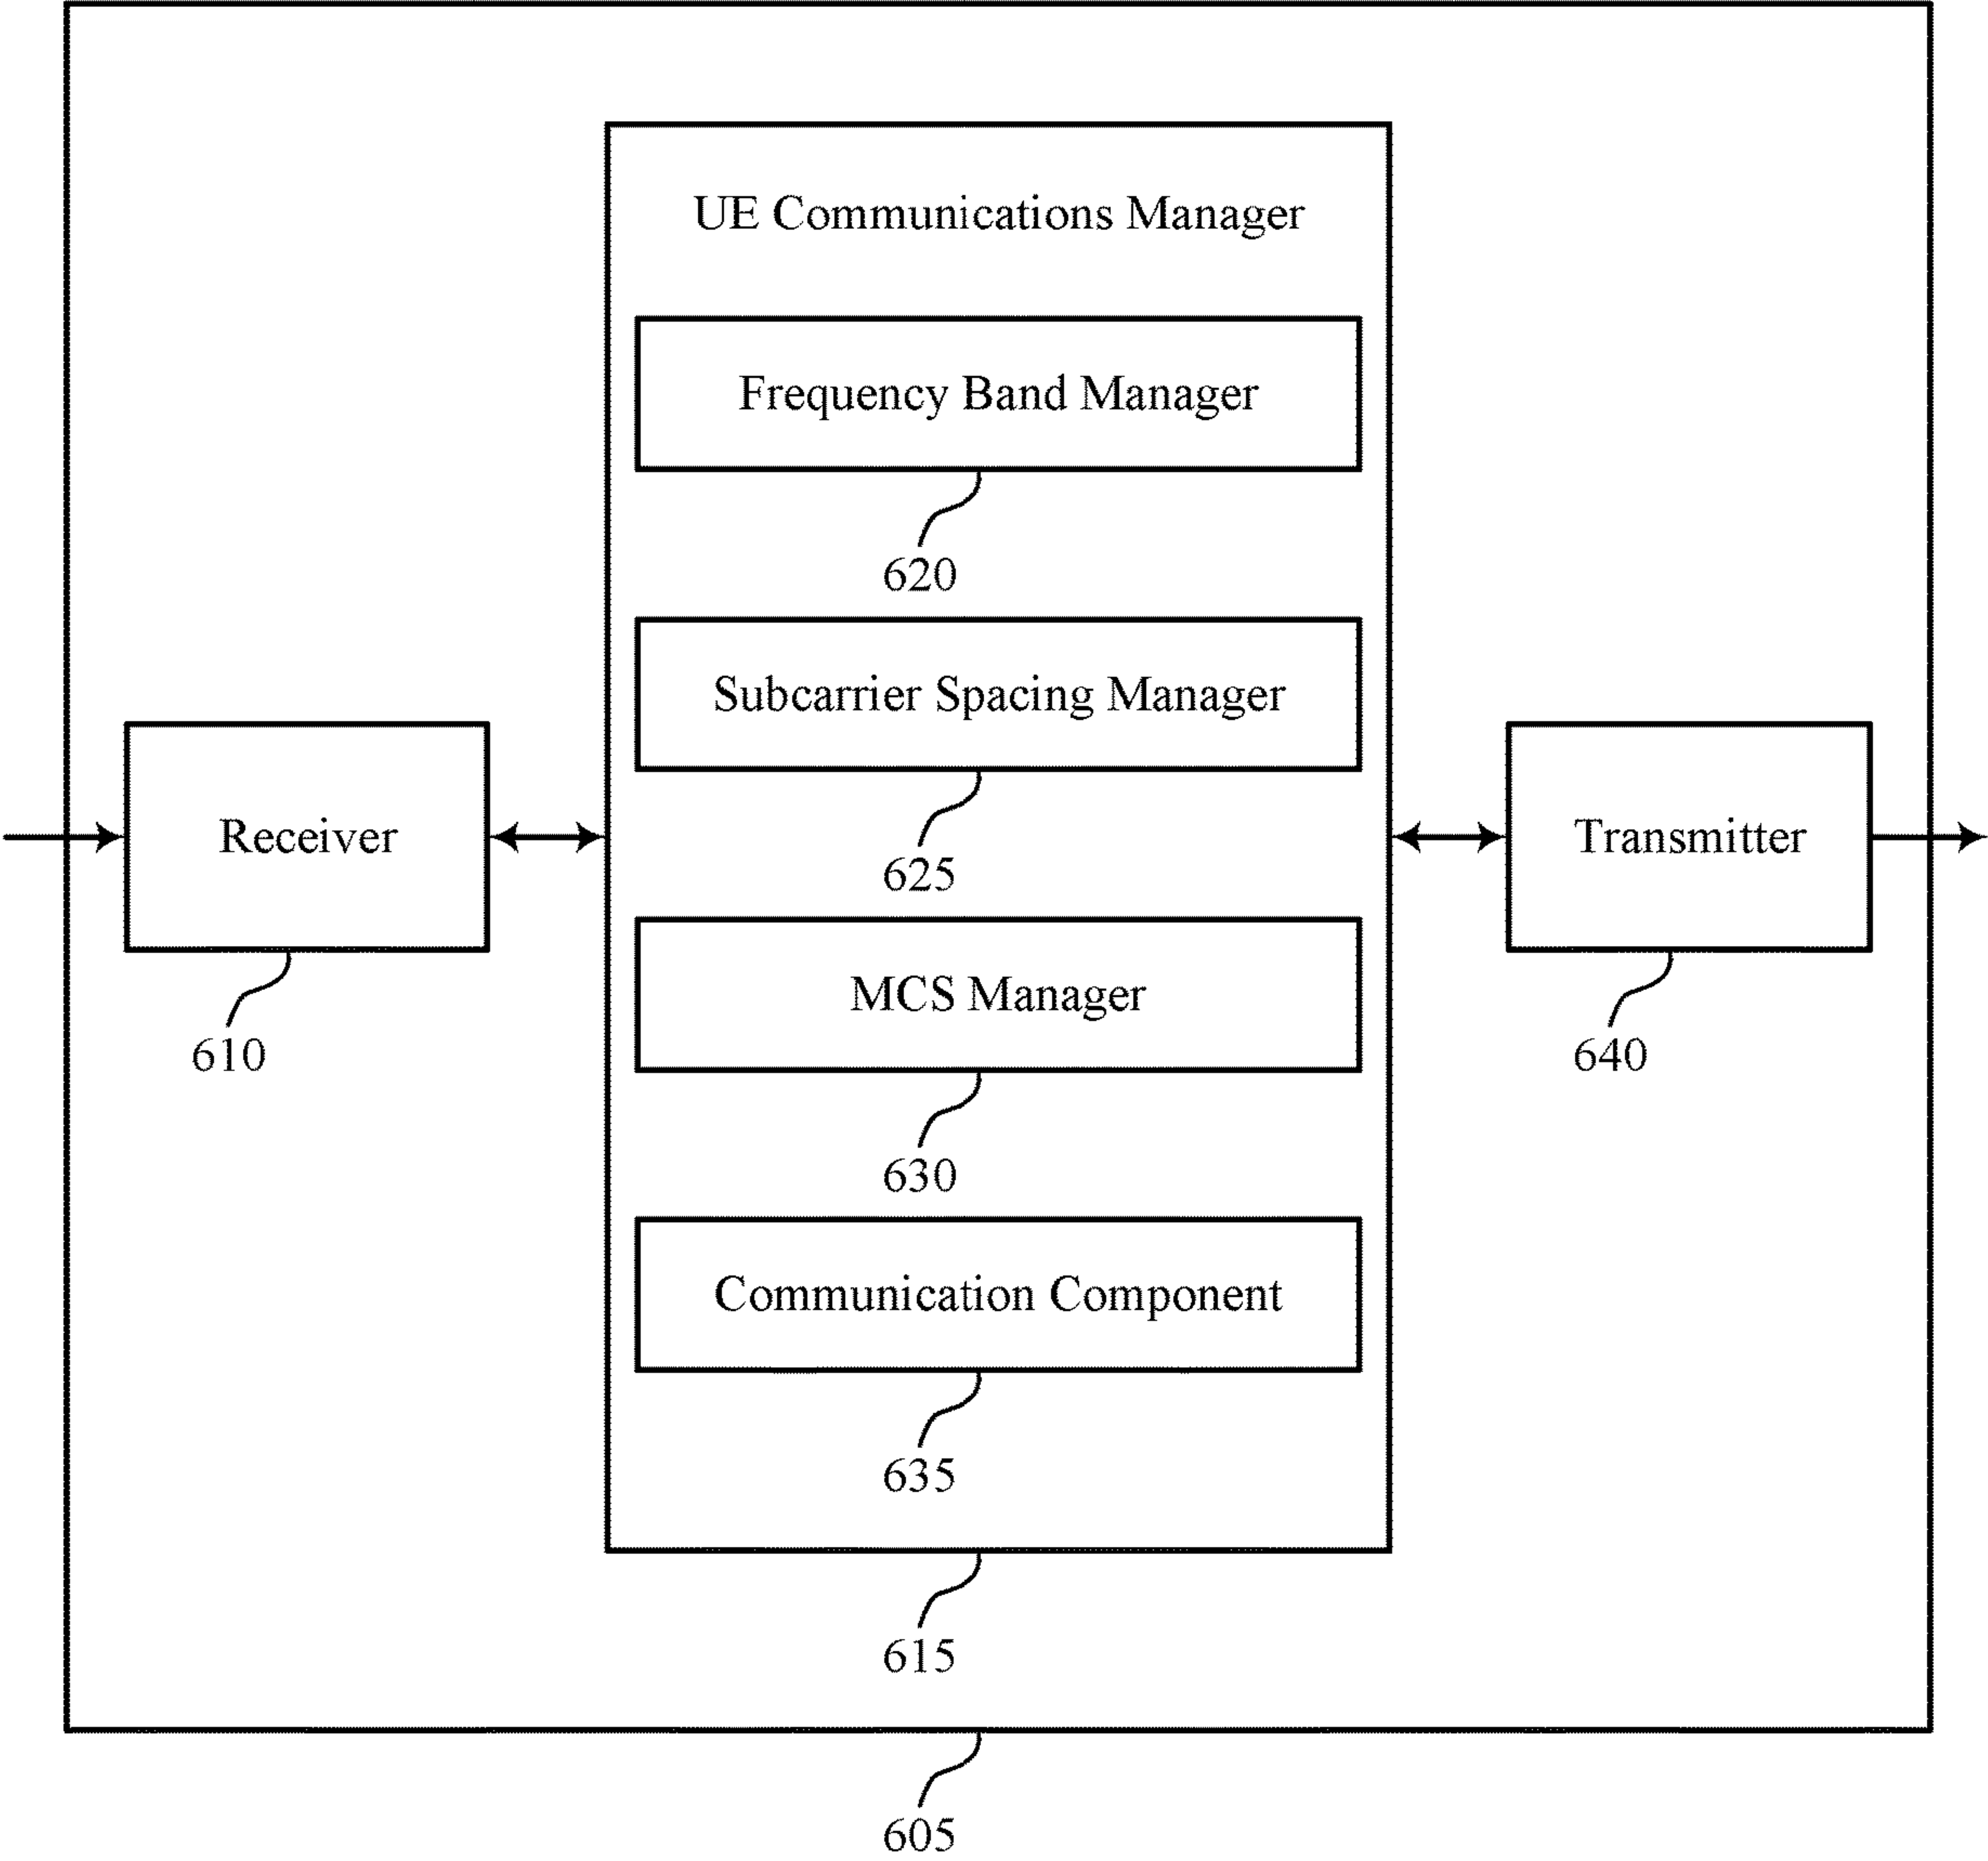 UE Communications Manager
Frequency Band Manager
620
Subcarrier Spacing Manager
625
Receiver
610
MCS Manager
630
Transmitter
640
Communication Component
635
615
605